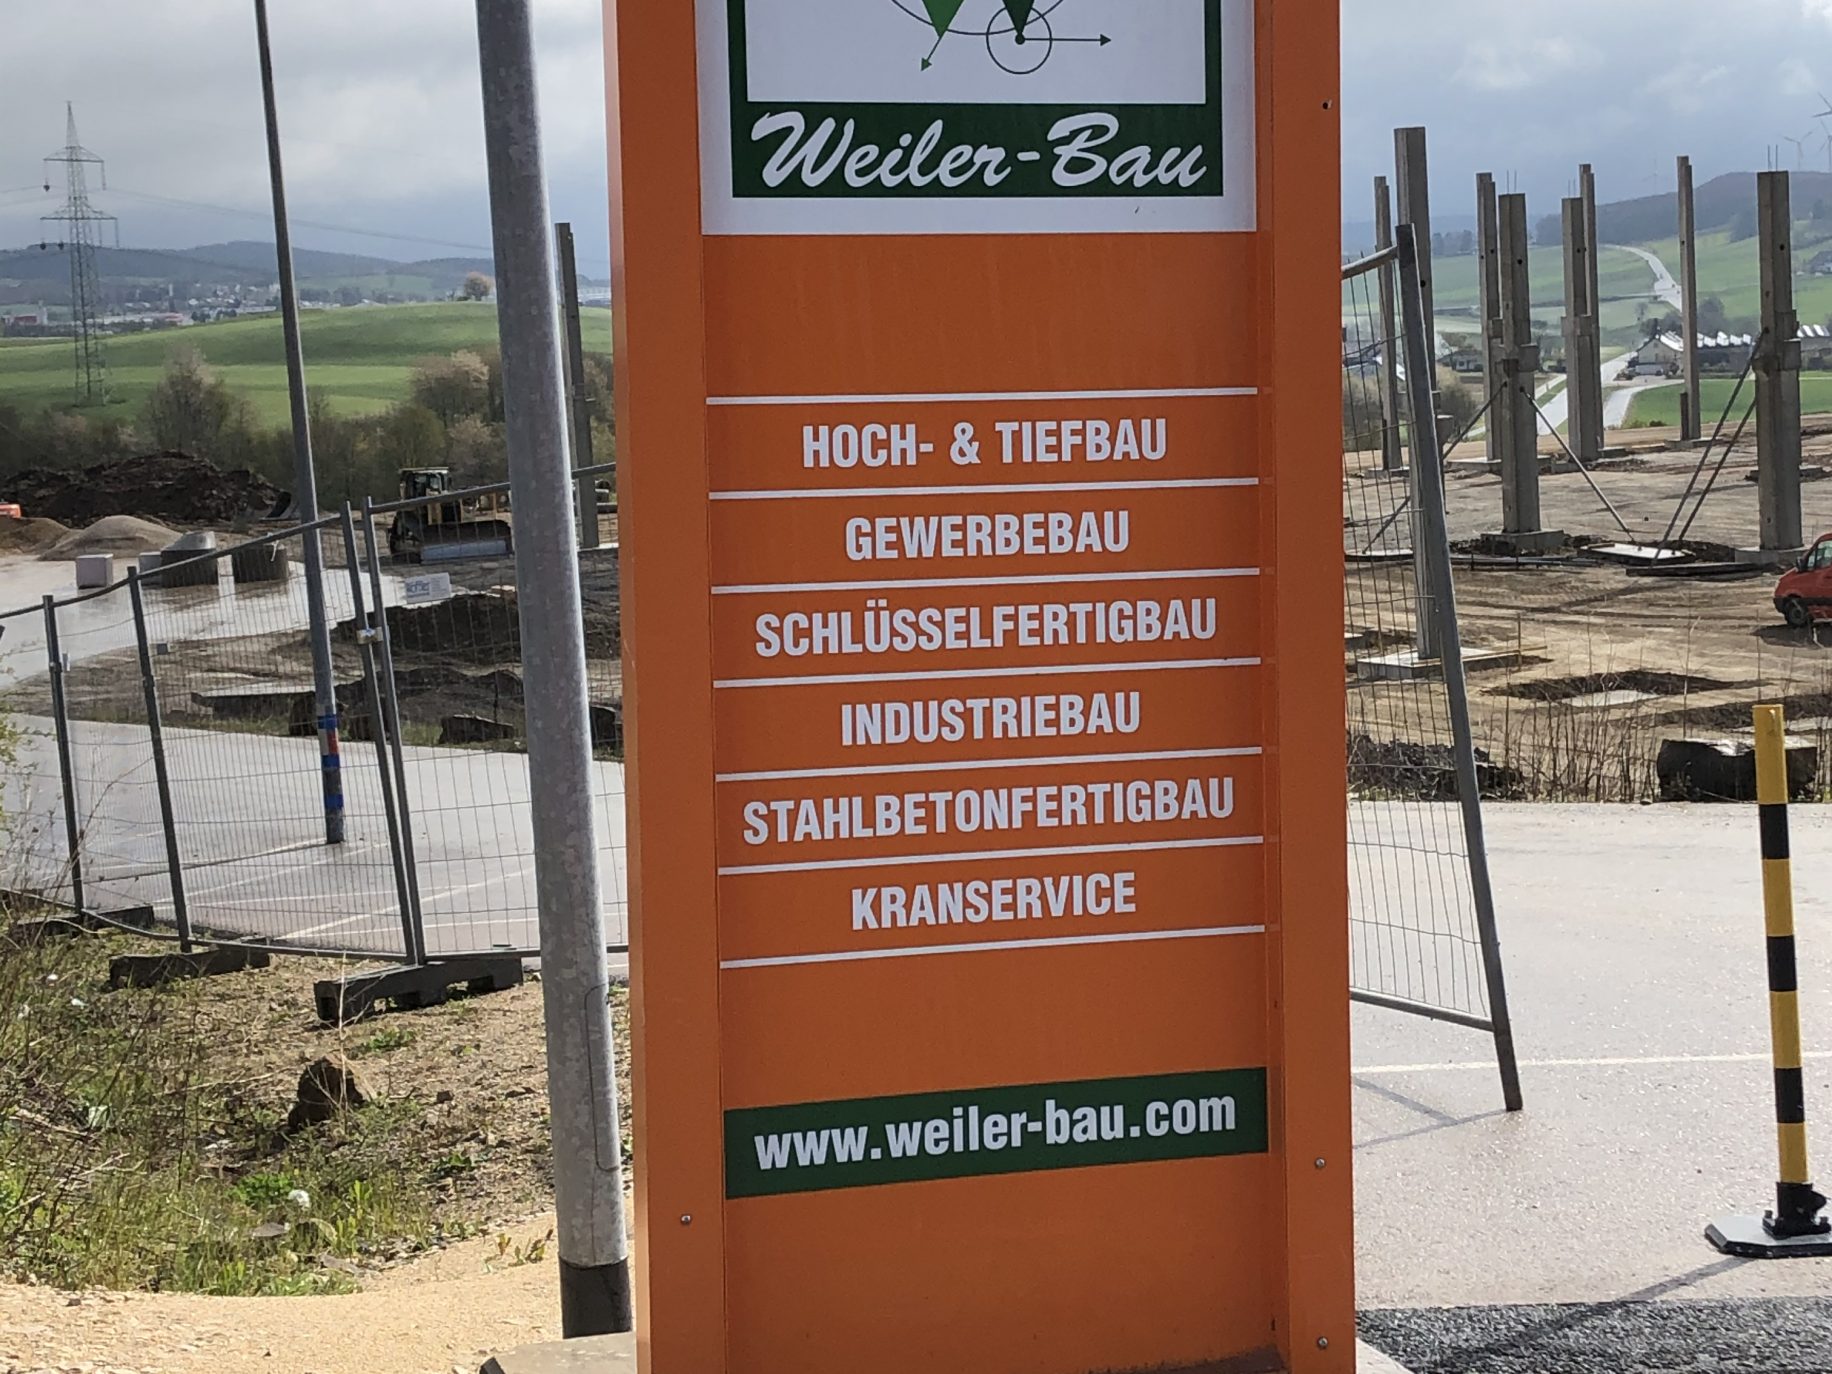 Weiler-Bau
HOCH- & TIEFBAU
GEWERBEBAU
SCHLÜSSELFERTIGBAU
INDUSTRIEBAU
STAHLBETONFERTIGBAU
KRANSERVICE
www.weiler-bau.com